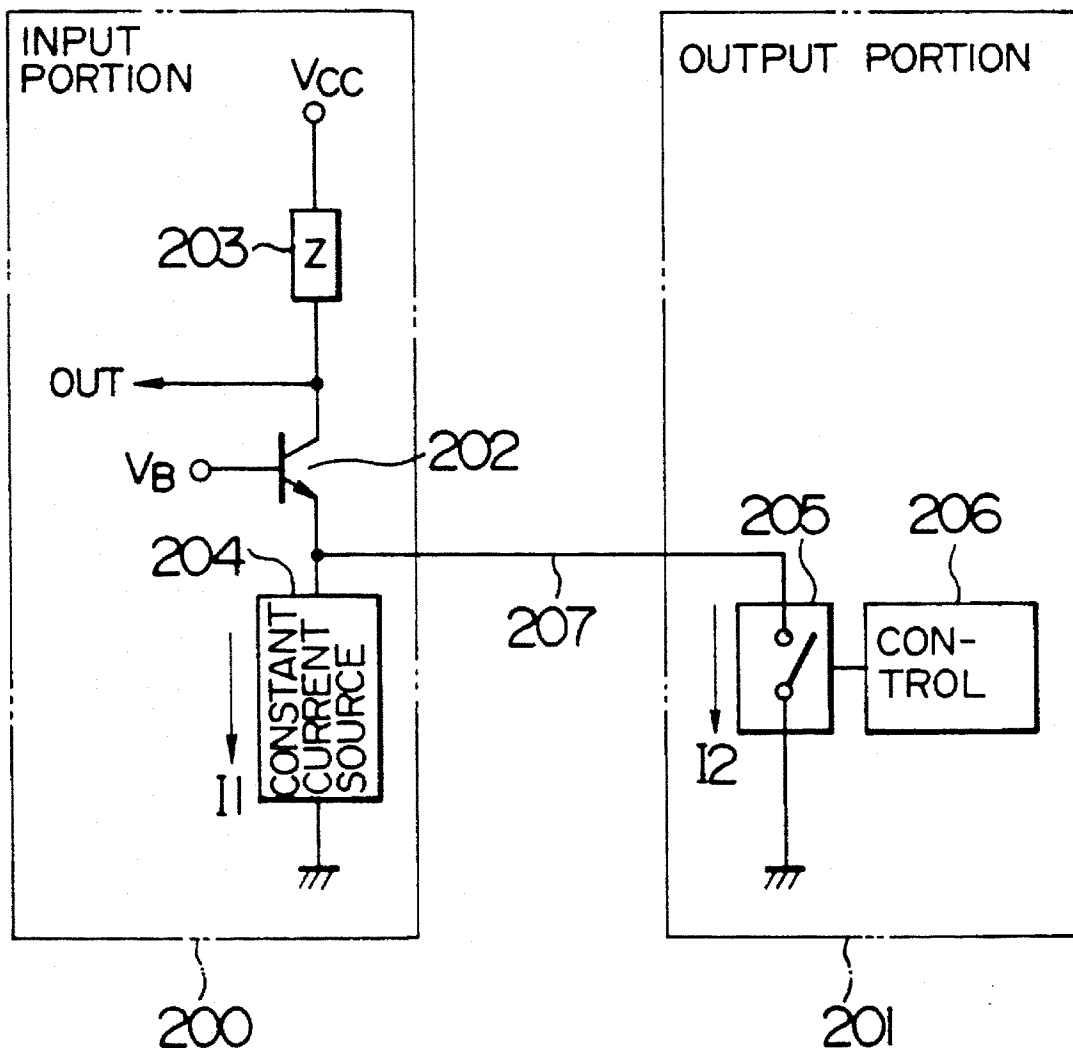 INPUT
PORTION
VCC
203
Z
OUT
VB
202
204
CONSTANT
CURRENT
SOURCE
I1
200
OUTPUT PORTION
207
205
206
CON-
TROL
I2
201